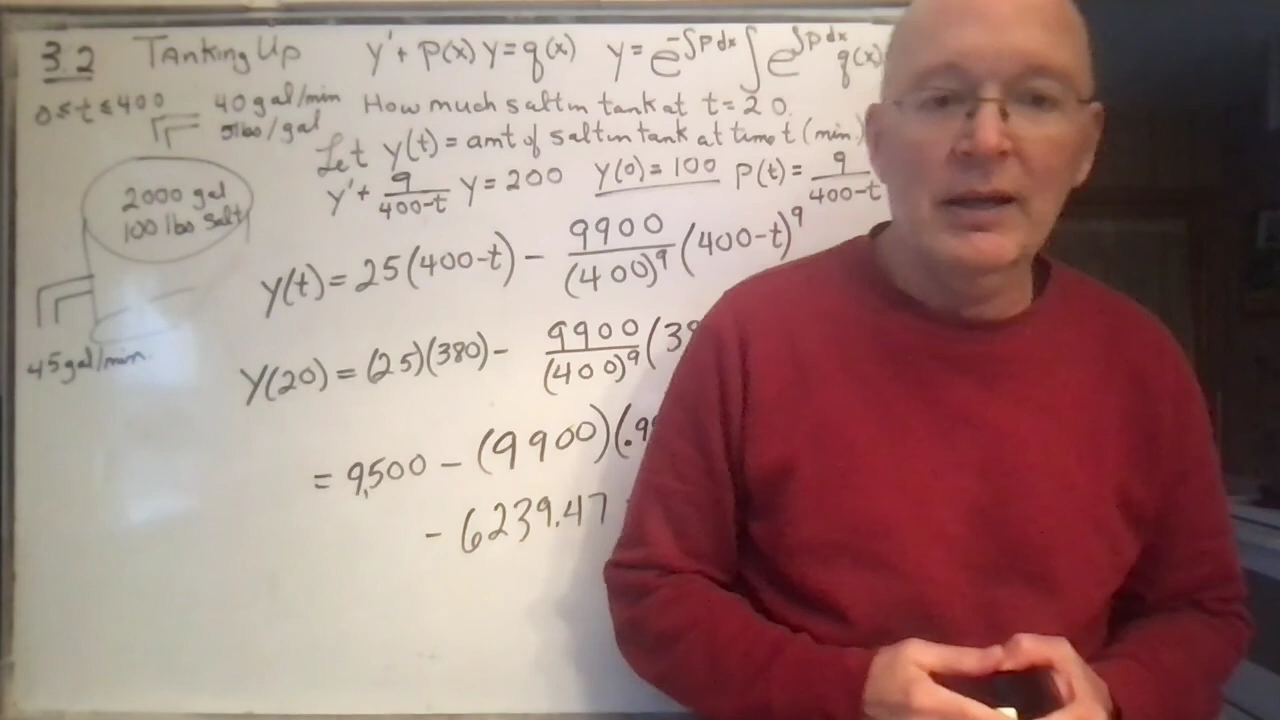 3.2 Tanking Up y' + p(x) y = q(x) y = e^{-∫p dx} ∫ e^{∫p dx} q(x)
0 ≤ t ≤ 400 40 gal/min How much salt in tank at t = 20.
5 lbs/gal Let y(t) = amt of salt in tank at time t (min.)
y' + 9/(400-t) y = 200 y(0) = 100 p(t) = 9/(400-t)
2000 gal
100 lbs salt
y(t) = 25(400-t) - 9900/(400)^9 (400-t)^9
45 gal/min.
y(20) = (25)(380) - 9900/(400)^9 (38
= 9,500 - (9900)(.9
- 6239.47